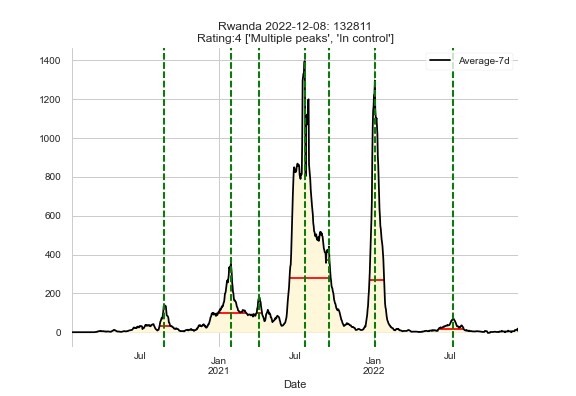 Rwanda 2022-12-08: 132811
Rating:4 ['Multiple peaks', 'In control']
Average-7d
1400
1200
1000
800
600
400
200
0
Jul
Jan
2021
Jul
Jan
2022
Jul
Date